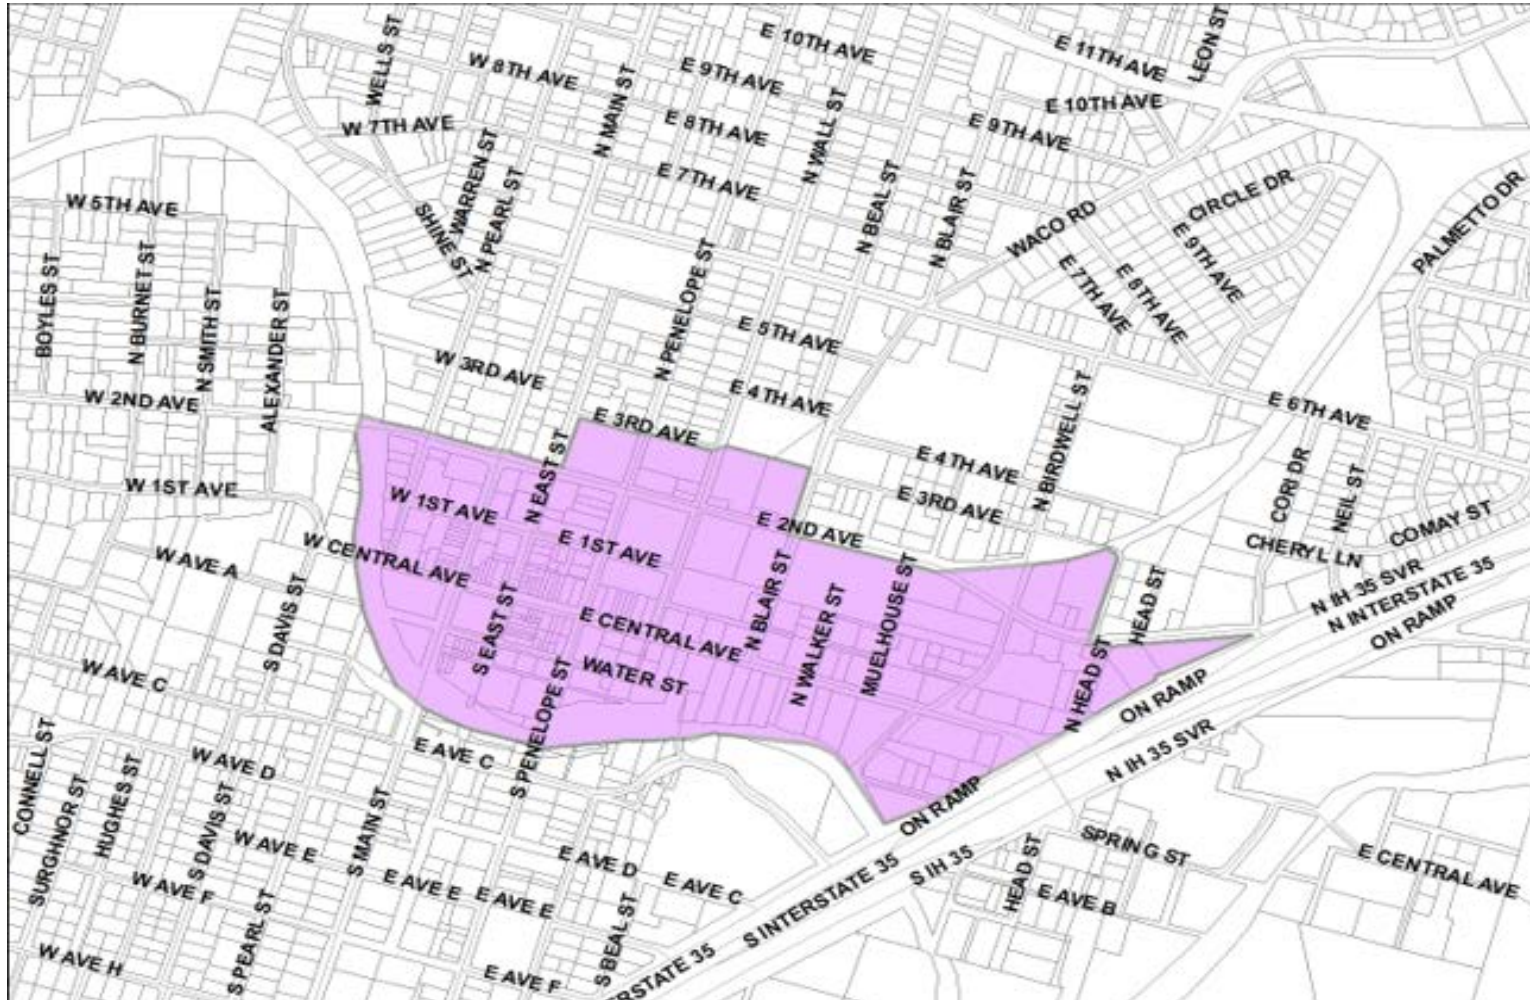 LEON ST
WELLS ST
E 10TH AVE
E 11TH AVE
W 8TH AVE
E 9TH AVE
N MAIN ST
E 10TH AVE
W 7TH AVE
E 8TH AVE
N WALL ST
E 9TH AVE
WARREN ST
N PEARL ST
E 7TH AVE
N BEAL ST
N BLAIR ST
CIRCLE DR
PALMETTO DR
W 5TH AVE
SHINE ST
WACO RD
E 9TH AVE
E 8TH AVE
E 7TH AVE
BOYLES ST
N BURNET ST
N SMITH ST
ALEXANDER ST
N PENELOPE ST
E 5TH AVE
W 3RD AVE
E 4TH AVE
W 2ND AVE
E 3RD AVE
E 6TH AVE
N BIRDWELL ST
E 4TH AVE
N EAST ST
W 1ST AVE
W 1ST AVE
E 3RD AVE
CORI DR
NEIL ST
COMAY ST
E 2ND AVE
E 1ST AVE
CHERYL LN
W CENTRAL AVE
W AVE A
N BLAIR ST
N WALKER ST
MUELHOUSE ST
HEAD ST
N IH 35 SVR
N INTERSTATE 35
ON RAMP
S DAVIS ST
S EAST ST
E CENTRAL AVE
WATER ST
N HEAD ST
W AVE C
S PENELOPE ST
ON RAMP
N IH 35 SVR
CONNELL ST
W AVE D
E AVE C
SURGHNOR ST
HUGHES ST
S DAVIS ST
S MAIN ST
ON RAMP
W AVE E
E AVE D
S IH 35
S INTERSTATE 35
SPRING ST
E CENTRAL AVE
HEAD ST
E AVE B
W AVE F
E AVE E
E AVE E
E AVE C
S PEARL ST
S BEAL ST
W AVE H
E AVE F
ERSTATE 35